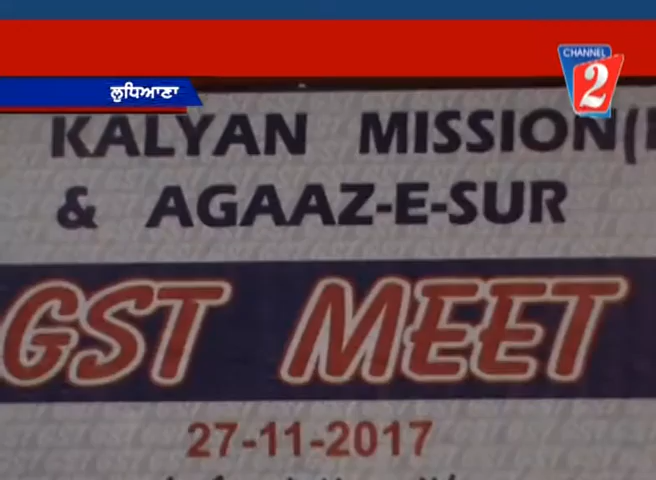 CHANNEL
2
ਲੁਧਿਆਣਾ
KALYAN MISSION(
& AGAAZ-E-SUR
GST MEET
27-11-2017